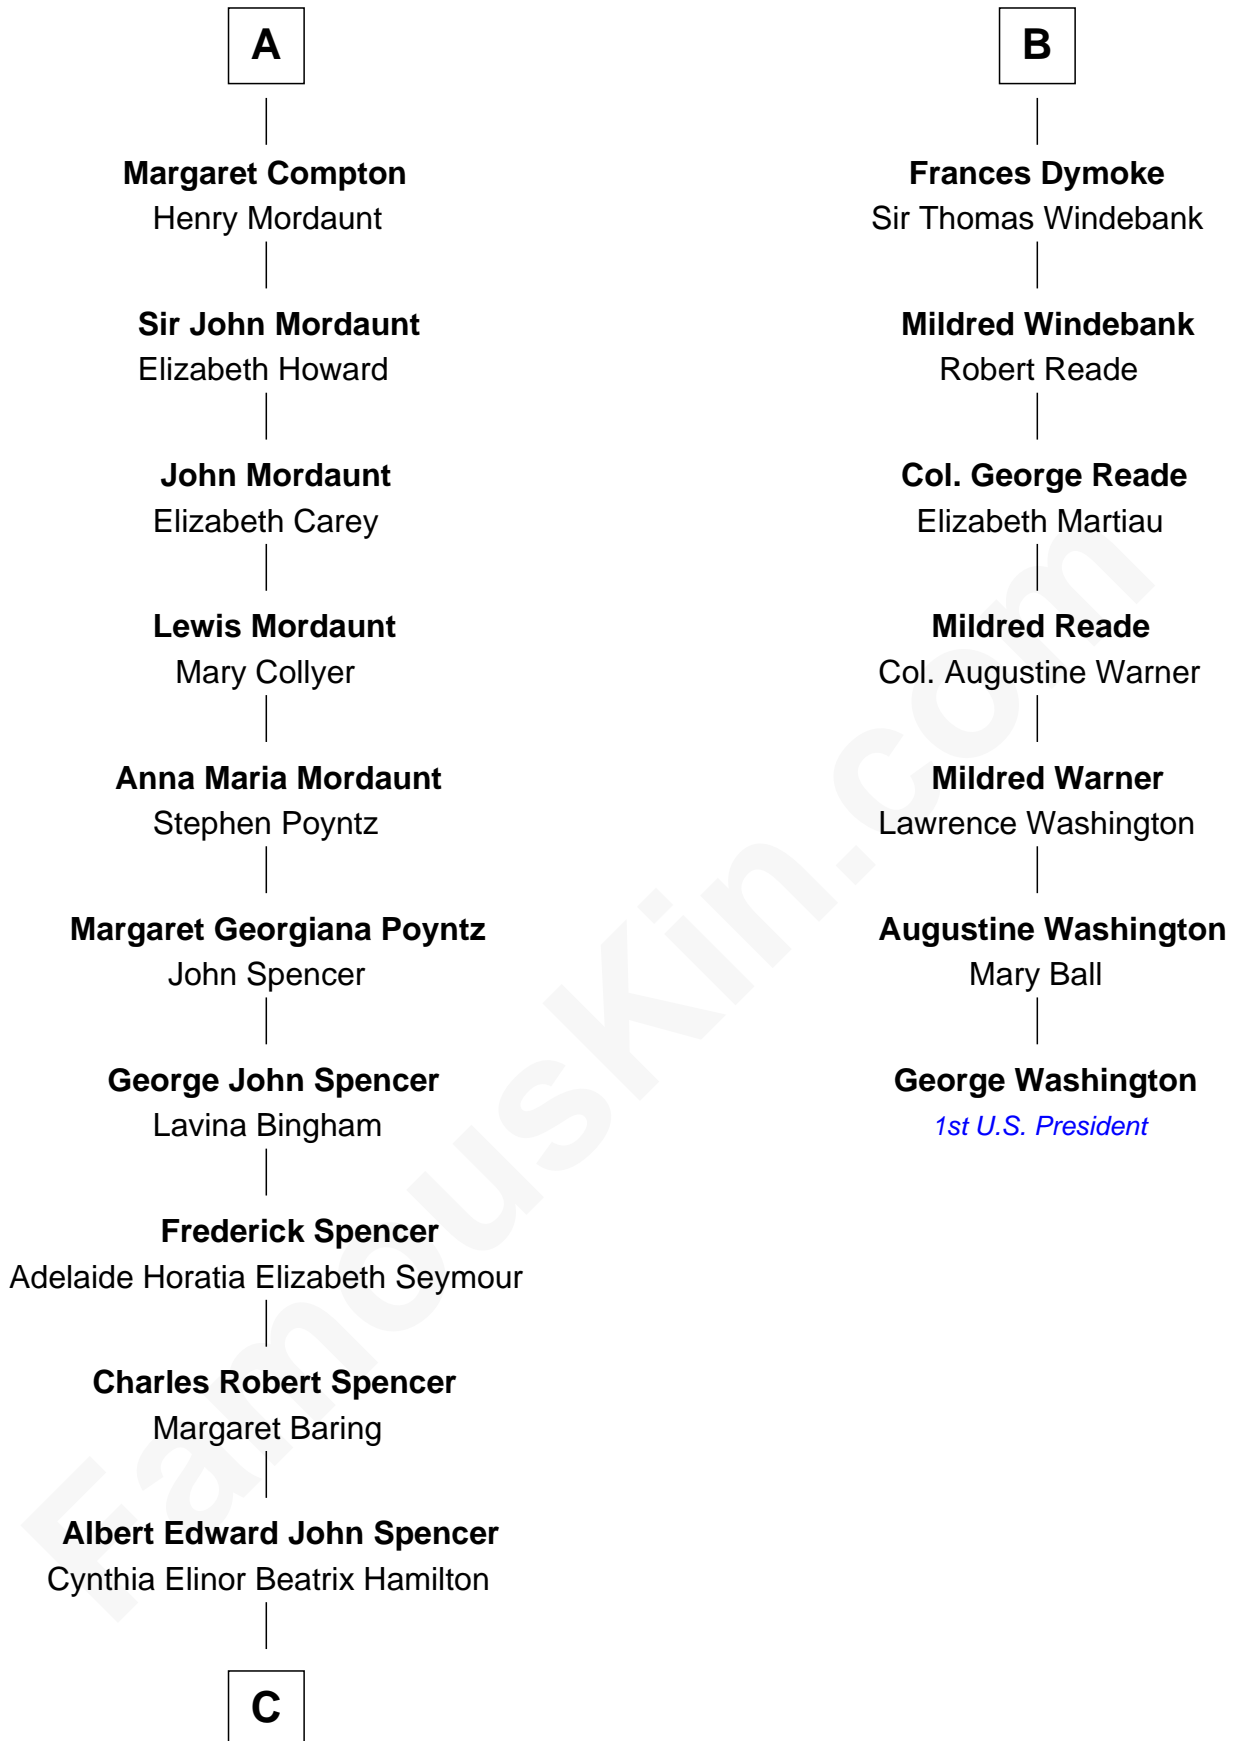 A
Margaret Compton
Henry Mordaunt
Sir John Mordaunt
Elizabeth Howard
John Mordaunt
Elizabeth Carey
Lewis Mordaunt
Mary Collyer
Anna Maria Mordaunt
Stephen Poyntz
Margaret Georgiana Poyntz
John Spencer
George John Spencer
Lavina Bingham
Frederick Spencer
Adelaide Horatia Elizabeth Seymour
Charles Robert Spencer
Margaret Baring
Albert Edward John Spencer
Cynthia Elinor Beatrix Hamilton
C
B
Frances Dymoke
Sir Thomas Windebank
Mildred Windebank
Robert Reade
Col. George Reade
Elizabeth Martiau
Mildred Reade
Col. Augustine Warner
Mildred Warner
Lawrence Washington
Augustine Washington
Mary Ball
George Washington
1st U.S. President
FamousKin.com